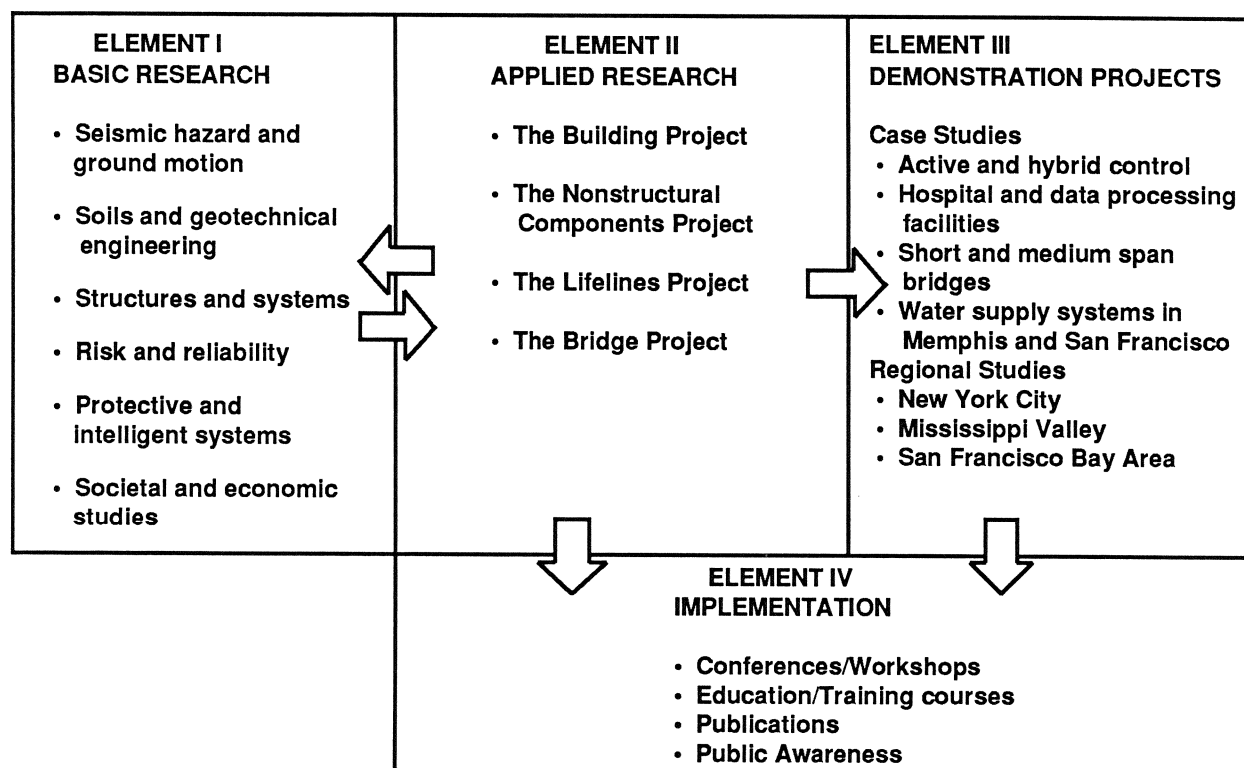 ELEMENT I
BASIC RESEARCH
• Seismic hazard and
ground motion
• Soils and geotechnical
engineering
• Structures and systems
• Risk and reliability
• Protective and
intelligent systems
• Societal and economic
studies
ELEMENT II
APPLIED RESEARCH
• The Building Project
• The Nonstructural
Components Project
• The Lifelines Project
• The Bridge Project
ELEMENT III
DEMONSTRATION PROJECTS
Case Studies
• Active and hybrid control
• Hospital and data processing
facilities
• Short and medium span
bridges
• Water supply systems in
Memphis and San Francisco
Regional Studies
• New York City
• Mississippi Valley
• San Francisco Bay Area
ELEMENT IV
IMPLEMENTATION
• Conferences/Workshops
• Education/Training courses
• Publications
• Public Awareness